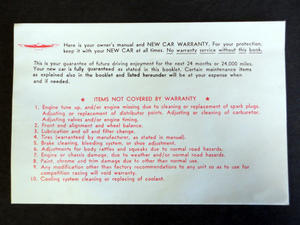 Here is your owner's manual and NEW CAR WARRANTY. For your protection,
keep it with your NEW CAR at all times. No warranty service without this book.
This is your guarantee of future driving enjoyment for the next 24 months or 24,000 miles.
Your new car is fully guaranteed as stated in this booklet. Certain maintenance items
as explained also in the booklet and listed hereunder will be at your expense when
and if needed.
★ ITEMS NOT COVERED BY WARRANTY ★
1. Engine tune up, and/or engine missing due to cleaning or replacement of spark plugs.
Adjusting or replacement of distributor points. Adjusting or cleaning of carburetor.
Adjusting valves and/or engine timing.
2. Front end alignment and wheel balance.
3. Lubrication and oil and filter change.
4. Tires (warranteed by manufacturer, as stated in manual).
5. Brake cleaning, bleeding system, or shoe adjustment.
6. Adjustments for body rattles and squeaks due to normal road hazards.
7. Engine or chassis damage, due to weather and/or normal road hazards.
8. Paint, chrome and trim damage due to other than normal use.
9. Any modification other than factory recommendations to any unit so as to use for
competition racing will void warranty.
10. Cooling system cleaning or replacing of coolant.